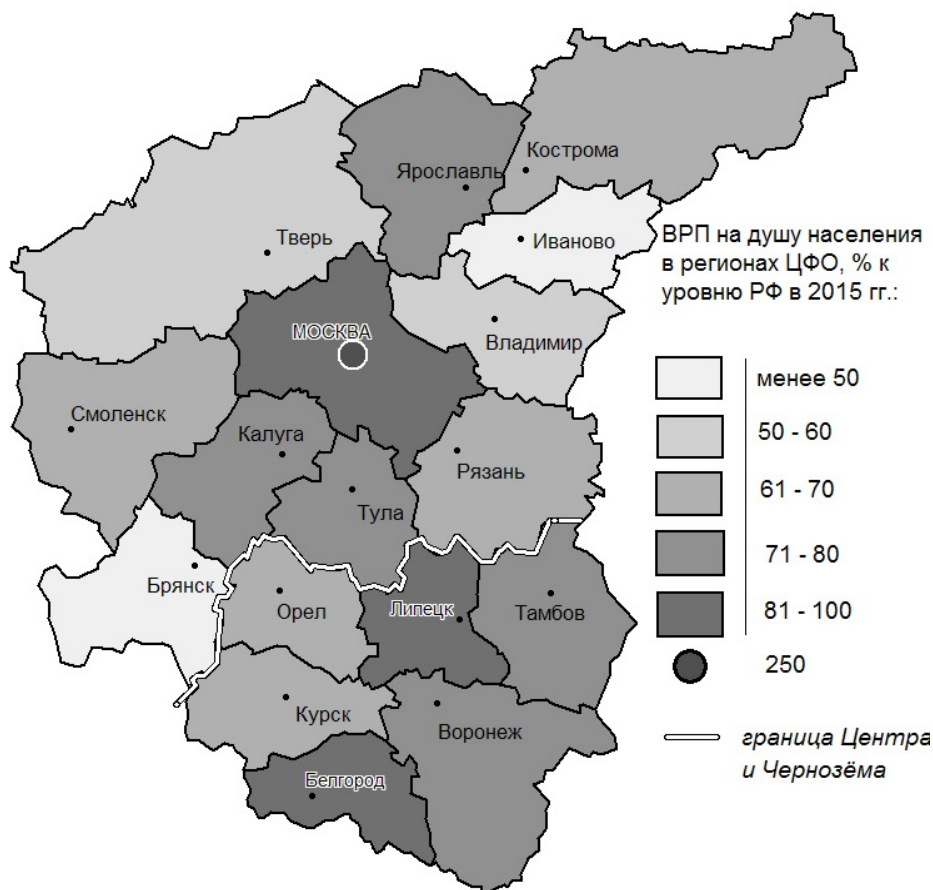 Ярославль
Кострома
Тверь
Иваново
МОСКВА
Владимир
Смоленск
Калуга
Рязань
Тула
Брянск
Орел
Липецк
Тамбов
Курск
Воронеж
Белгород
ВРП на душу населения
в регионах ЦФО, % к
уровню РФ в 2015 гг.:
менее 50
50 - 60
61 - 70
71 - 80
81 - 100
250
граница Центра
и Чернозёма